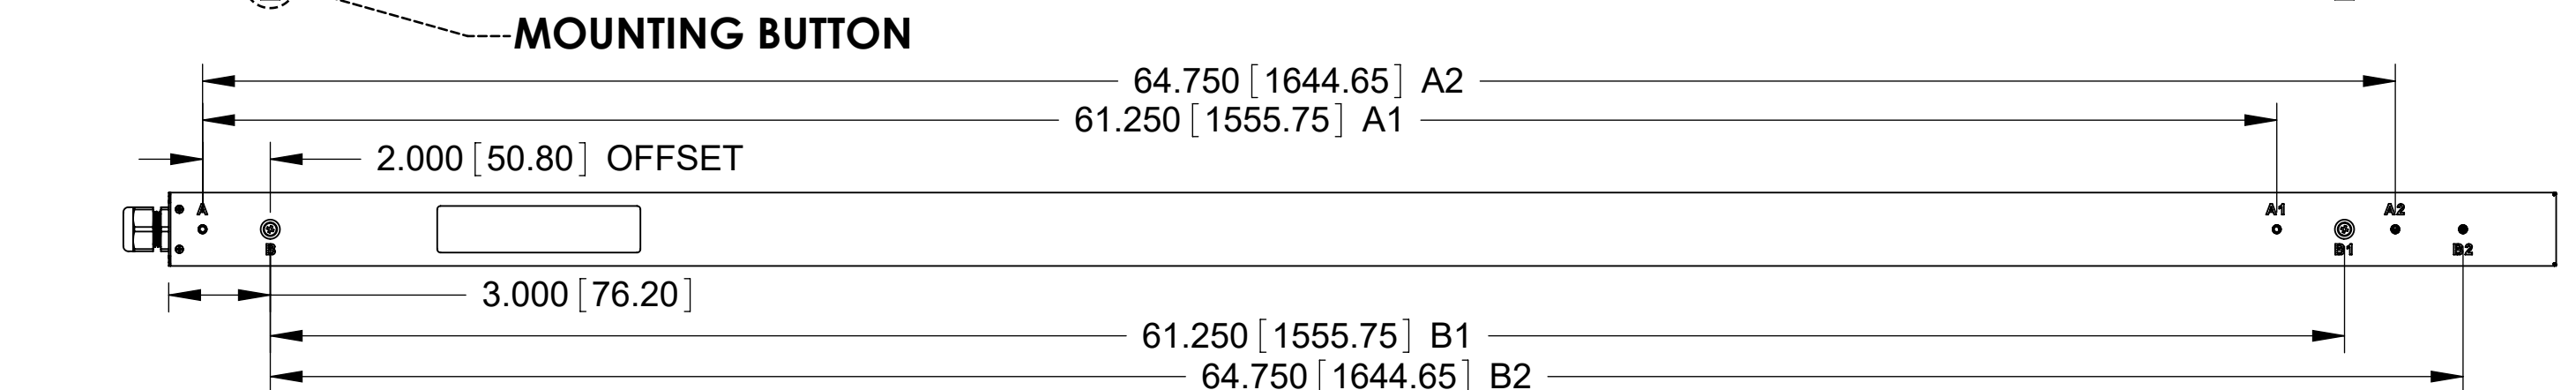 MOUNTING BUTTON
64.750 [1644.65] A2
61.250 [1555.75] A1
2.000 [50.80] OFFSET
A A1 A2
B B1 B2
3.000 [76.20]
61.250 [1555.75] B1
64.750 [1644.65] B2